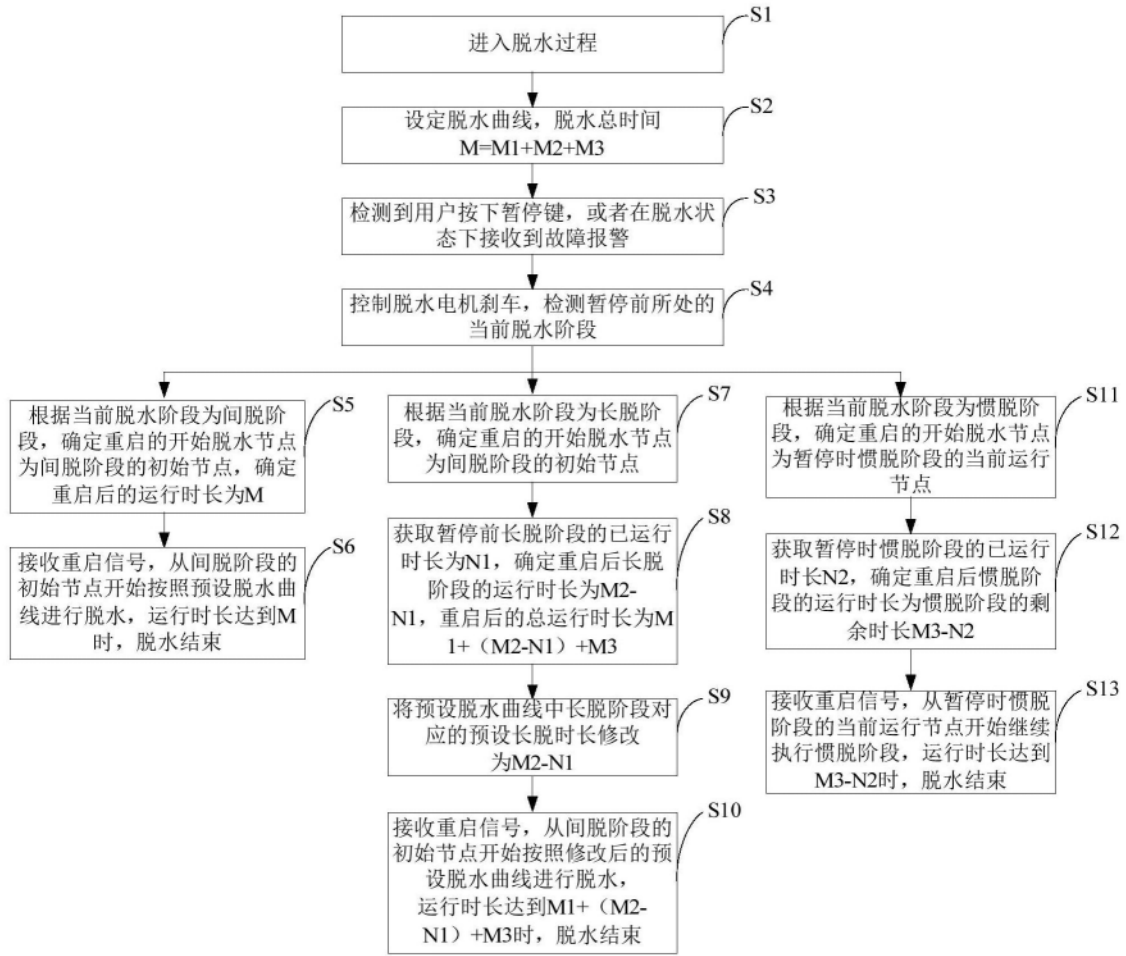 S1
进入脱水过程
S2
设定脱水曲线，脱水总时间
M=M1+M2+M3
S3
检测到用户按下暂停键，或者在脱水状
态下接收到故障报警
S4
控制脱水电机刹车，检测暂停前所处的
当前脱水阶段
S5
根据当前脱水阶段为间脱阶
段，确定重启的开始脱水节点
为间脱阶段的初始节点，确定
重启后的运行时长为M
S6
接收重启信号，从间脱阶段的
初始节点开始按照预设脱水曲
线进行脱水，运行时长达到M
时，脱水结束
S7
根据当前脱水阶段为长脱阶
段，确定重启的开始脱水节点
为间脱阶段的初始节点
S8
获取暂停前长脱阶段的已运行
时长为N1，确定重启后长脱
阶段的运行时长为M2-
N1，重启后的总运行时长为M
1+（M2-N1）+M3
S9
将预设脱水曲线中长脱阶段对
应的预设长脱时长修改
为M2-N1
S10
接收重启信号，从间脱阶段的
初始节点开始按照修改后的预
设脱水曲线进行脱水，
运行时长达到M1+（M2-
N1）+M3时，脱水结束
S11
根据当前脱水阶段为惯脱阶
段，确定重启的开始脱水节点
为暂停时惯脱阶段的当前运行
节点
S12
获取暂停时惯脱阶段的已运行
时长N2，确定重启后惯脱阶
段的运行时长为惯脱阶段的剩
余时长M3-N2
S13
接收重启信号，从暂停时惯脱
阶段的当前运行节点开始继续
执行惯脱阶段，运行时长达到
M3-N2时，脱水结束